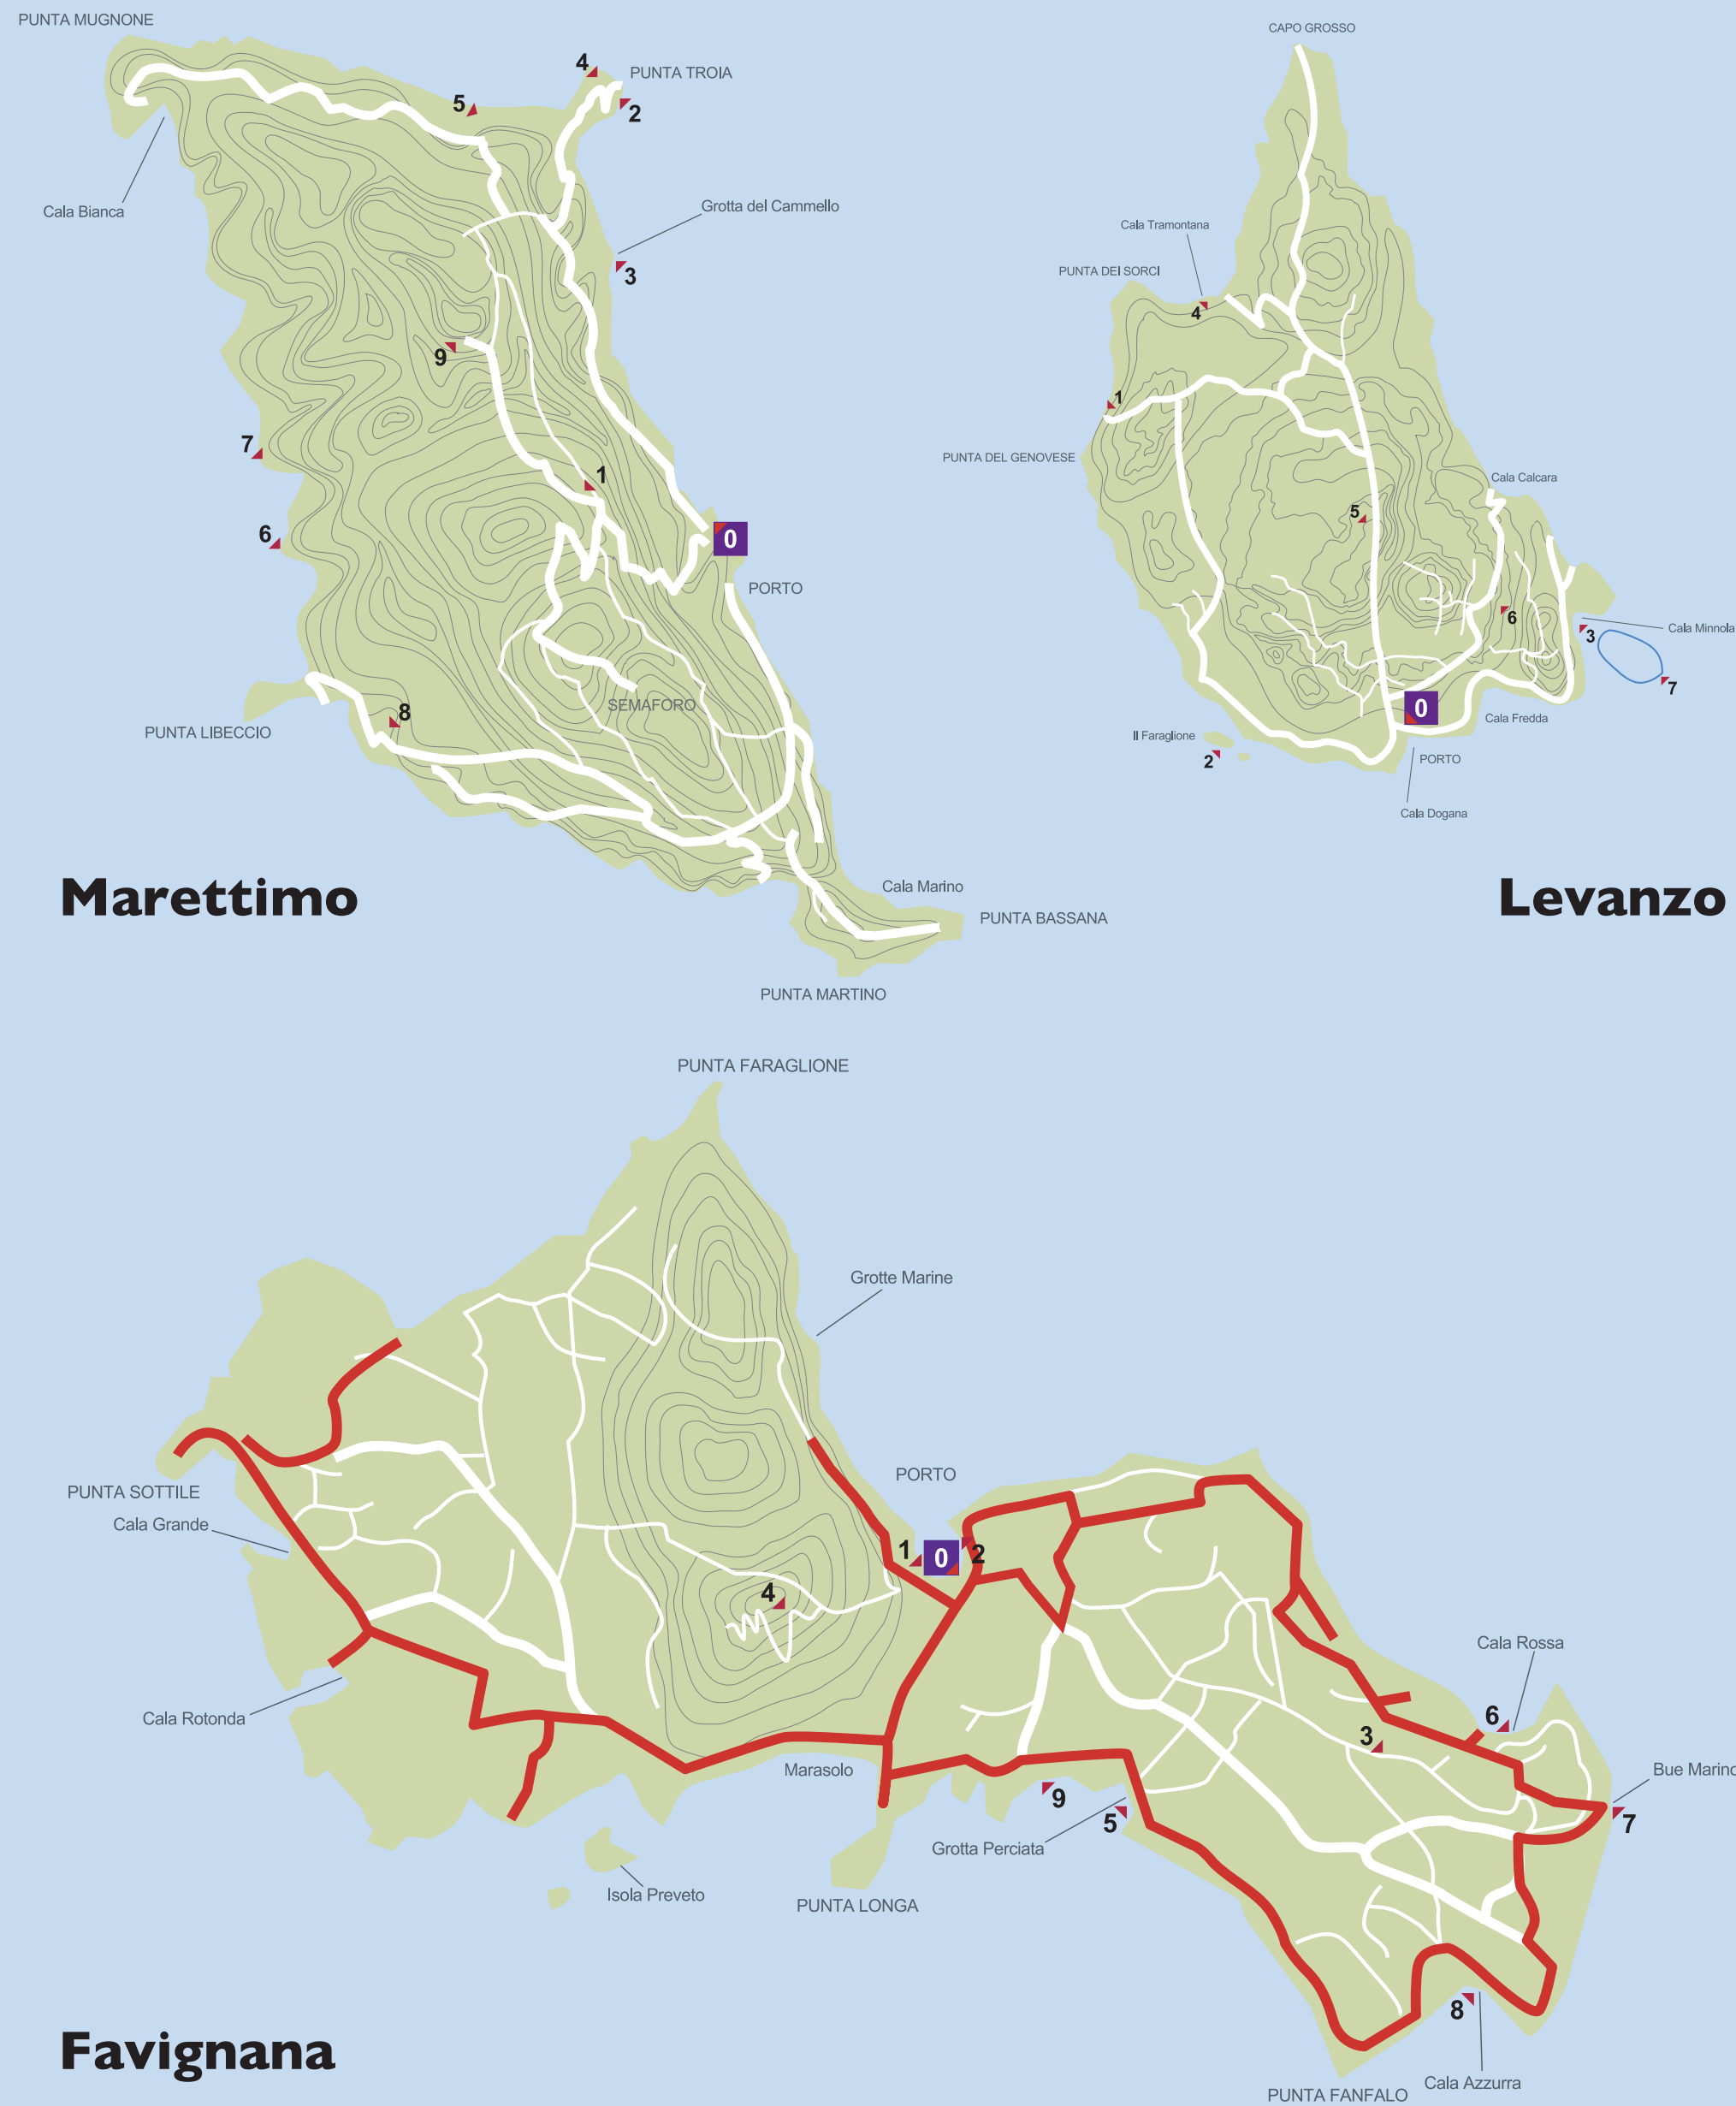 PUNTA MUGNONE
4
PUNTA TROIA
5
2
Cala Bianca
Grotta del Cammello
3
9
7
1
6
0
PORTO
SEMAFORO
PUNTA LIBECCIO
8
Marettimo
Cala Marino
PUNTA BASSANA
PUNTA MARTINO
CAPO GROSSO
Cala Tramontana
PUNTA DEI SORCI
4
1
PUNTA DEL GENOVESE
Cala Calcara
5
6
Cala Minnola
3
7
0
Cala Fredda
Il Faraglione
2
PORTO
Cala Dogana
Levanzo
PUNTA FARAGLIONE
Grotte Marine
PORTO
PUNTA SOTTILE
Cala Grande
1
0
2
4
Cala Rossa
Cala Rotonda
6
3
Marasolo
Bue Marino
9
5
7
Grotta Perciata
Isola Preveto
PUNTA LONGA
8
Favignana
Cala Azzurra
PUNTA FANFALO